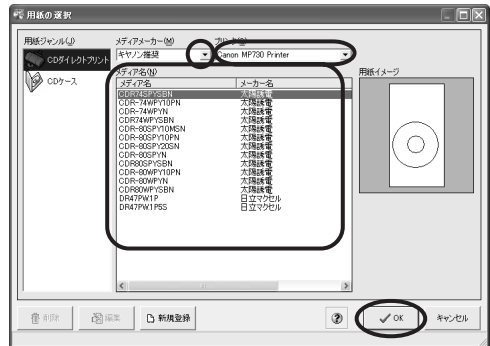 用紙の選択
用紙ジャンル(J)
メディアメーカー(M)
プリンタ(P)
CDダイレクトプリント
キヤノン推奨
Canon MP730 Printer
CDケース
メディア名(N)
用紙イメージ
メディア名 メーカー名
CDR74SPYSBN 太陽誘電
CDR-74WPY10PN 太陽誘電
CDR-74WPYN 太陽誘電
CDR74WPYSBN 太陽誘電
CDR-80SPY10MSN 太陽誘電
CDR-80SPY10PN 太陽誘電
CDR-80SPY20SN 太陽誘電
CDR-80SPYN 太陽誘電
CDR80SPYSBN 太陽誘電
CDR-80WPY10PN 太陽誘電
CDR-80WPYN 太陽誘電
CDR80WPYSBN 太陽誘電
DR47PW.1P 日立マクセル
DR47PW.1P5S 日立マクセル
削除 編集 新規登録 OK キャンセル